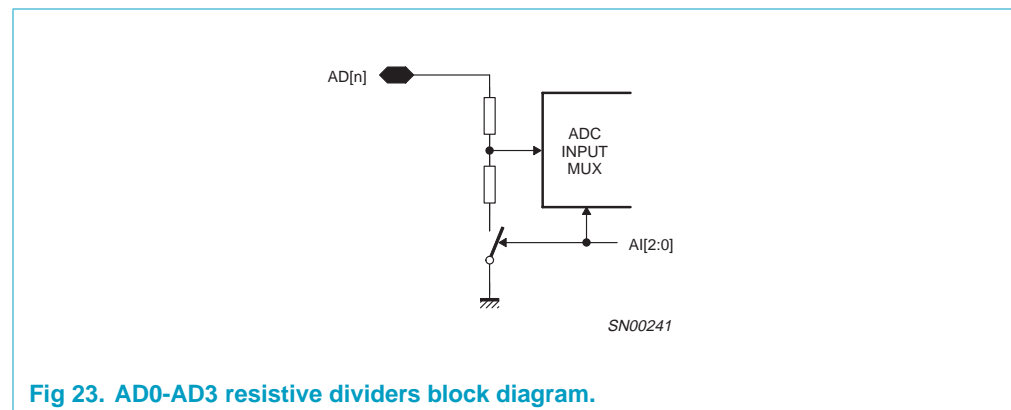 AD[n]
ADC
INPUT
MUX
AI[2:0]
SN00241
Fig 23. AD0-AD3 resistive dividers block diagram.